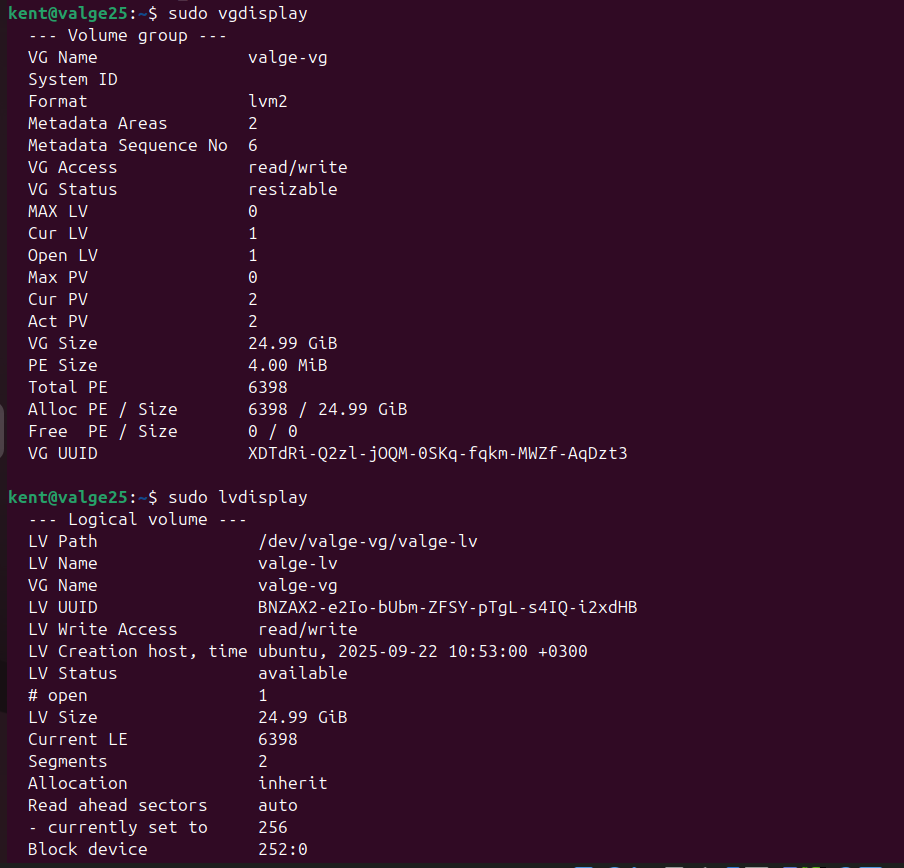 kent@valge25:~$ sudo vgdisplay
  --- Volume group ---
  VG Name               valge-vg
  System ID
  Format                lvm2
  Metadata Areas        2
  Metadata Sequence No  6
  VG Access             read/write
  VG Status             resizable
  MAX LV                0
  Cur LV                1
  Open LV               1
  Max PV                0
  Cur PV                2
  Act PV                2
  VG Size               24.99 GiB
  PE Size               4.00 MiB
  Total PE              6398
  Alloc PE / Size       6398 / 24.99 GiB
  Free  PE / Size       0 / 0
  VG UUID               XDTdRi-Q2zl-jOQM-0SKq-fqkm-MWZf-AqDzt3

kent@valge25:~$ sudo lvdisplay
  --- Logical volume ---
  LV Path                /dev/valge-vg/valge-lv
  LV Name                valge-lv
  VG Name                valge-vg
  LV UUID                BNZAX2-e2Io-bUbm-ZFSY-pTgL-s4IQ-i2xdHB
  LV Write Access        read/write
  LV Creation host, time ubuntu, 2025-09-22 10:53:00 +0300
  LV Status              available
  # open                 1
  LV Size                24.99 GiB
  Current LE             6398
  Segments               2
  Allocation             inherit
  Read ahead sectors     auto
  - currently set to     256
  Block device           252:0